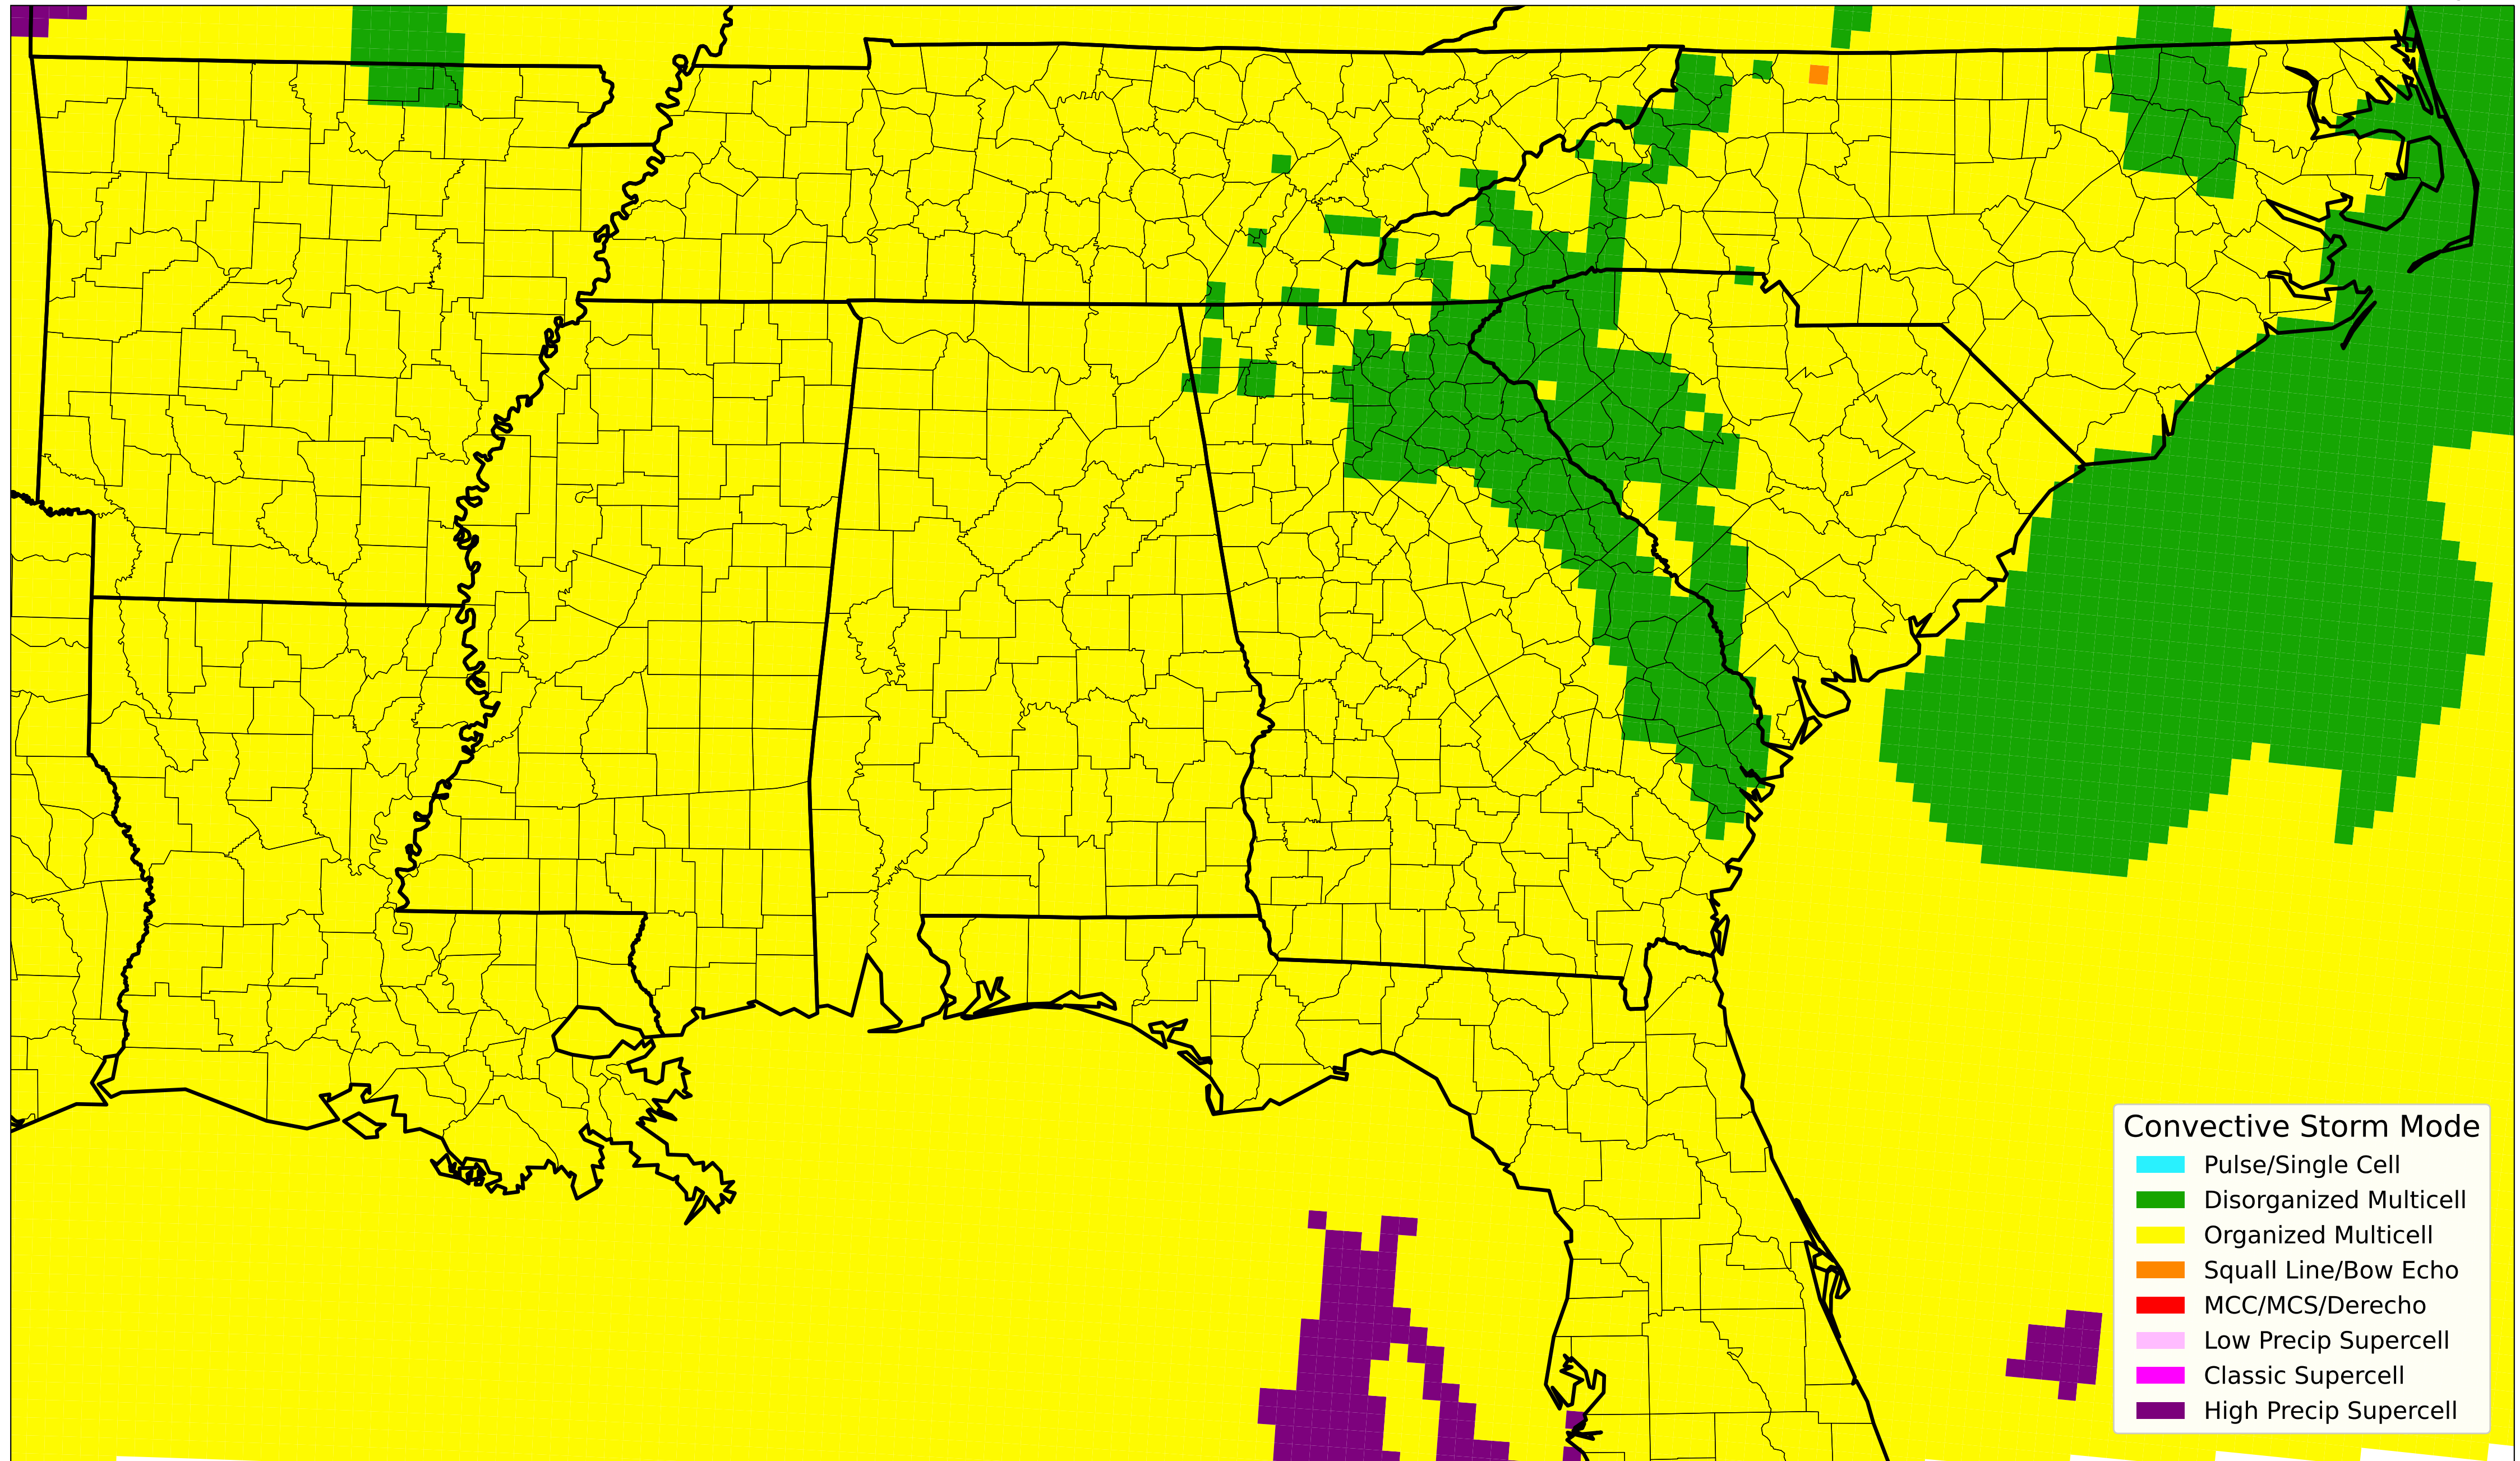 Convective Storm Mode
Pulse/Single Cell
Disorganized Multicell
Organized Multicell
Squall Line/Bow Echo
MCC/MCS/Derecho
Low Precip Supercell
Classic Supercell
High Precip Supercell